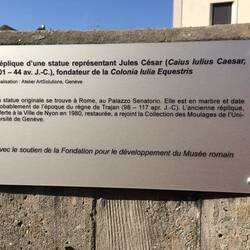 éplique d'une statue représentant Jules César (Caius Iulius Caesar,
01 – 44 av. J.-C.), fondateur de la Colonia Iulia Equestris
alisation : Atelier ArtSolutions, Genève
statue originale se trouve à Rome, au Palazzo Senatorio. Elle est en marbre et date
obablement de l'époque du règne de Trajan (98 – 117 apr. J.-C.). L'ancienne réplique,
ferte à la Ville de Nyon en 1980, restaurée, a rejoint la Collection des Moulages de l'Uni-
rsité de Genève.
vec le soutien de la Fondation pour le développement du Musée romain